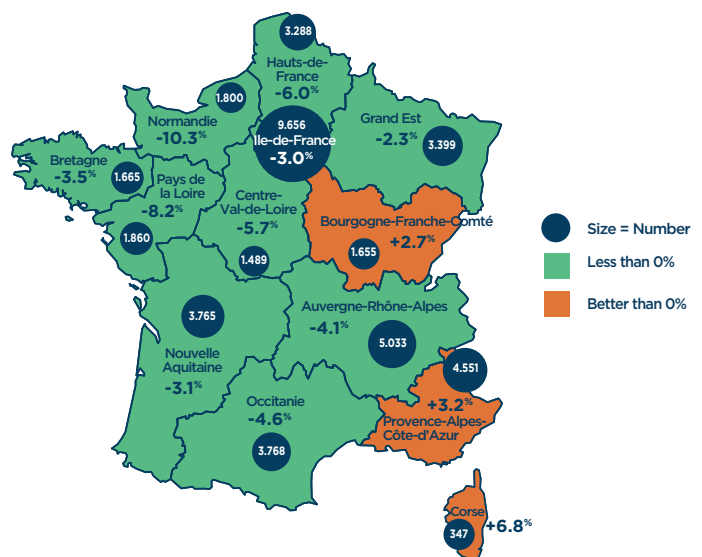 3.288
Hauts-de-
France
-6.0%
1.800
Normandie
-10.3%
9.656
Ile-de-France
-3.0%
Grand Est
-2.3%
3.399
Bretagne
-3.5%
1.665
Pays de
la Loire
-8.2%
1.860
Centre-
Val-de-Loire
-5.7%
1.489
Bourgogne-Franche-Comté
+2.7%
1.655
Size = Number
Less than 0%
Better than 0%
3.765
Nouvelle
Aquitaine
-3.1%
Auvergne-Rhône-Alpes
-4.1%
5.033
4.551
+3.2%
Provence-Alpes-
Côte-d'Azur
Occitanie
-4.6%
3.768
Corse
347
+6.8%